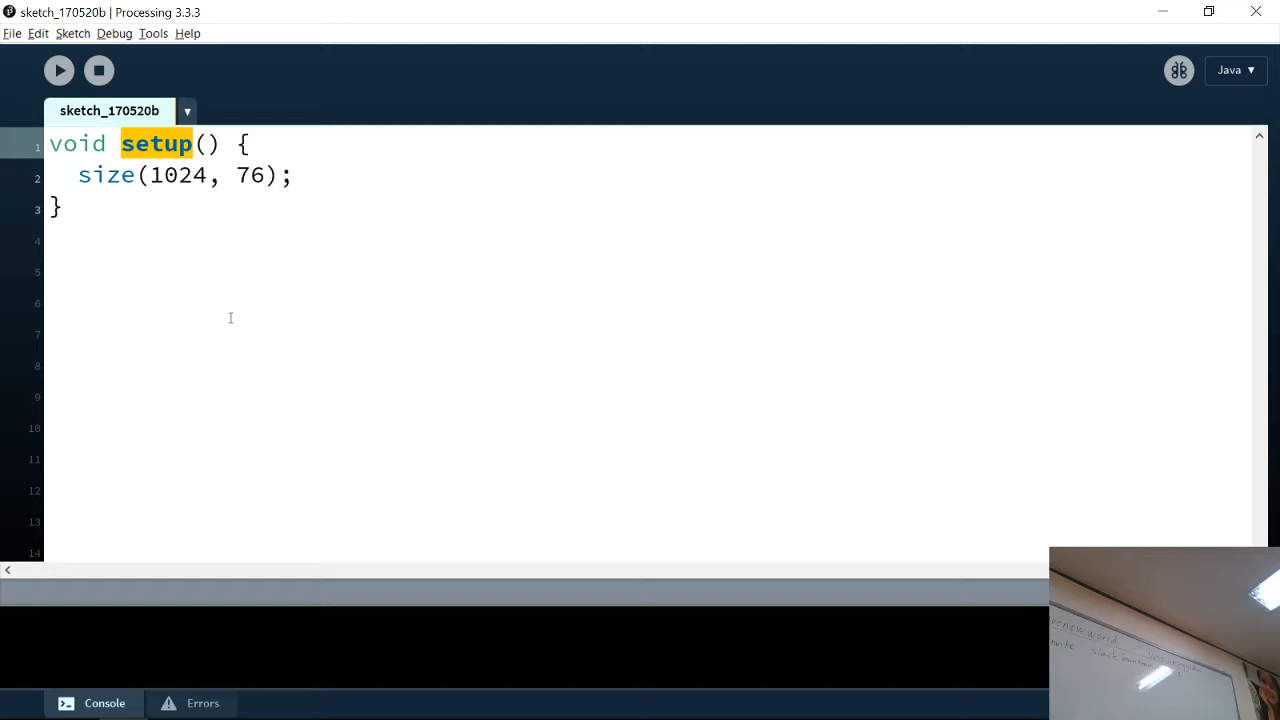 sketch_170520b | Processing 3.3.3
File Edit Sketch Debug Tools Help
Java ▼
sketch_170520b ▼
1 void setup() {
2 size(1024, 76);
3 }
4
5
6
7
8
9
10
11
12
13
14
Console Errors